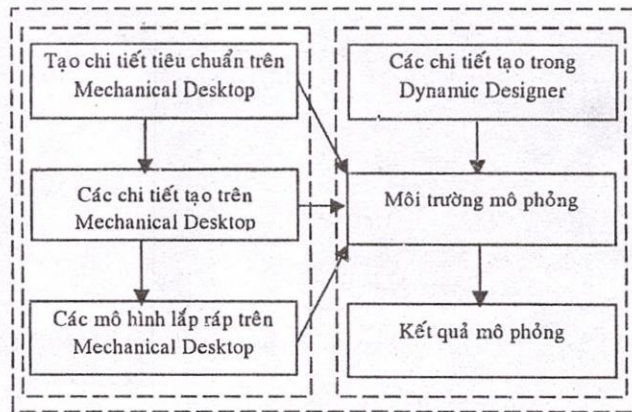 Tạo chi tiết tiêu chuẩn trên
Mechanical Desktop
Các chi tiết tạo trên
Mechanical Desktop
Các mô hình lắp ráp trên
Mechanical Desktop
Các chi tiết tạo trong
Dynamic Designer
Môi trường mô phỏng
Kết quả mô phỏng